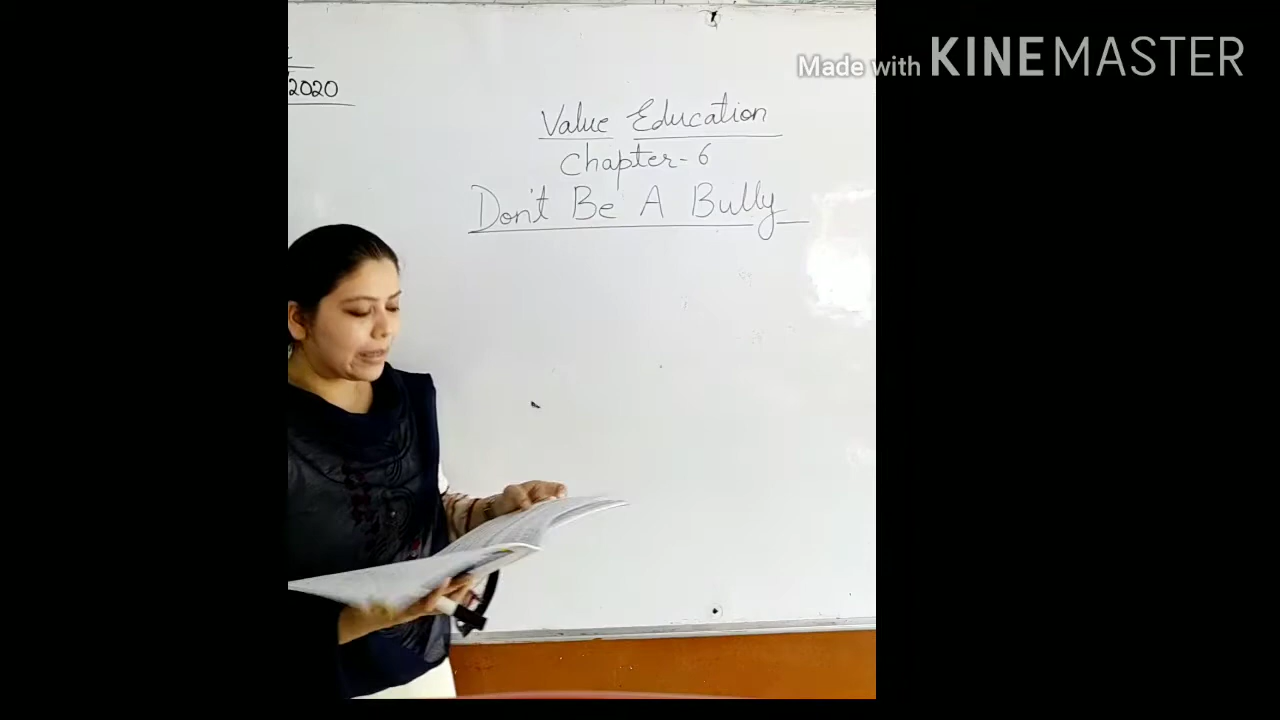 Made with KINEMASTER
2020
Value Education
Chapter-6
Don't Be A Bully